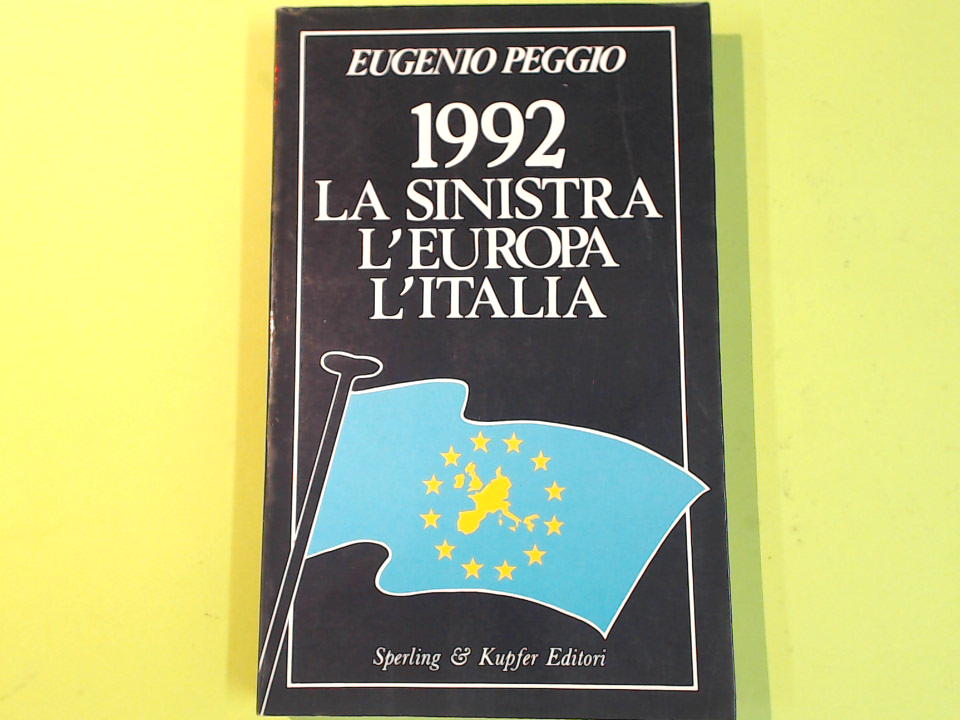 EUGENIO PEGGIO
1992
LA SINISTRA
L'EUROPA
L'ITALIA
Sperling & Kupfer Editori